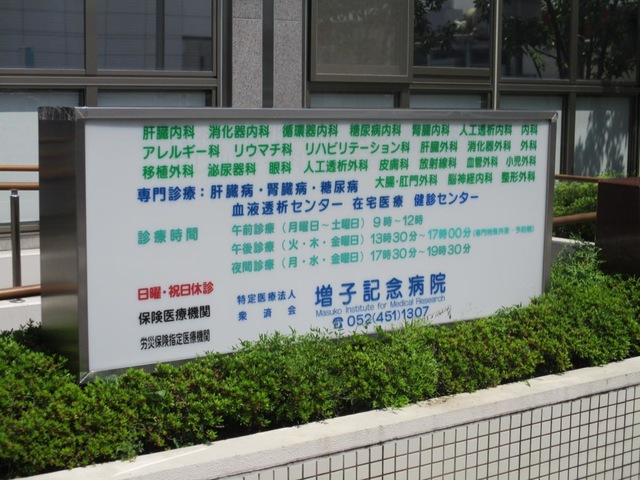 肝臓内科 消化器内科 循環器内科 糖尿病内科 腎臓内科 人工透析内科 内科
アレルギー科 リウマチ科 リハビリテーション科 肝臓外科 消化器外科 外科
移植外科 泌尿器科 眼科 人工透析外科 皮膚科 放射線科 血管外科 小児外科
大腸・肛門外科 脳神経内科 整形外科
専門診療：肝臓病・腎臓病・糖尿病
血液透析センター 在宅医療 健診センター
診療時間
午前診療（月曜日～土曜日）9時～12時
午後診療（火・木・金曜日）13時30分～17時00分
夜間診療（月・水・金曜日）17時30分～19時30分
日曜・祝日休診
保険医療機関
労災保険指定医療機関
特定医療法人
衆済会
増子記念病院
Masuko Institute for Medical Research
☎052(451)1307